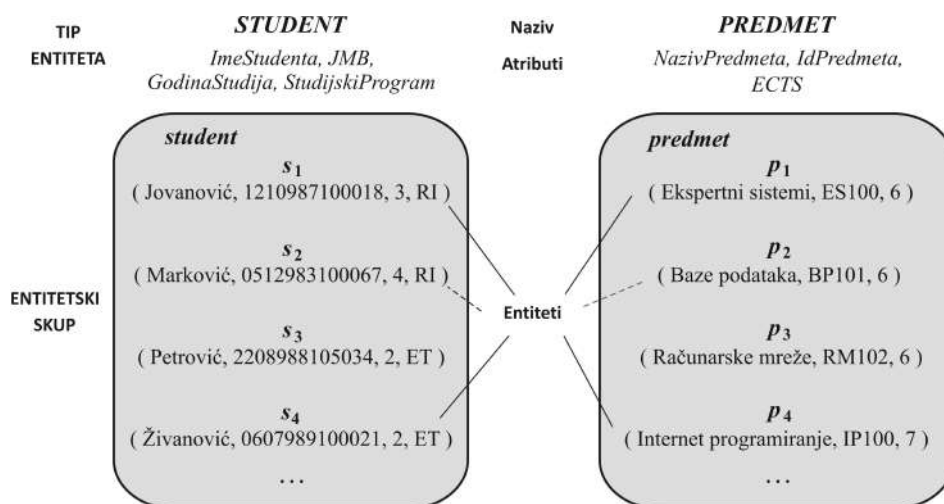 TIP
ENTITETA
STUDENT
ImeStudenta, JMB,
GodinaStudija, StudijskiProgram
Naziv
Atributi
PREDMET
NazivPredmeta, IdPredmeta,
ECTS
ENTITETSKI
SKUP
student
s1
( Jovanović, 1210987100018, 3, RI )
s2
( Marković, 0512983100067, 4, RI )
s3
( Petrović, 2208988105034, 2, ET )
s4
( Živanović, 0607989100021, 2, ET )
...
Entiteti
predmet
p1
( Ekspertni sistemi, ES100, 6 )
p2
( Baze podataka, BP101, 6 )
p3
( Računarske mreže, RM102, 6 )
p4
( Internet programiranje, IP100, 7 )
...